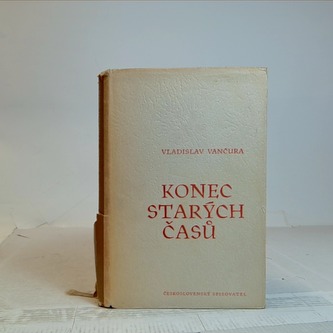 VLADISLAV VANČURA
KONEC
STARÝCH
ČASŮ
ČESKOSLOVENSKÝ SPISOVATEL